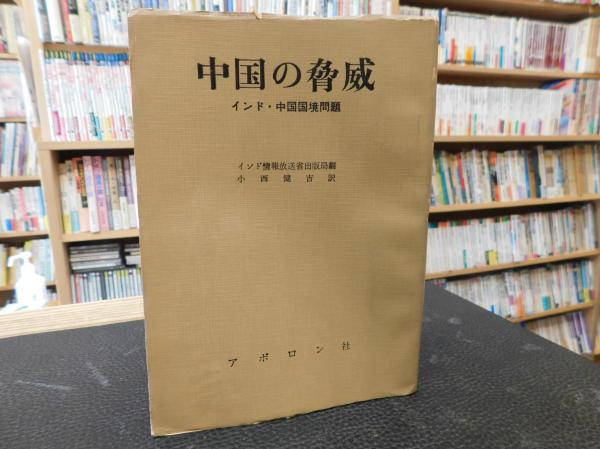 中国の脅威
インド・中国国境問題
インド情報放送省出版局編
小西健吉訳
アポロン社